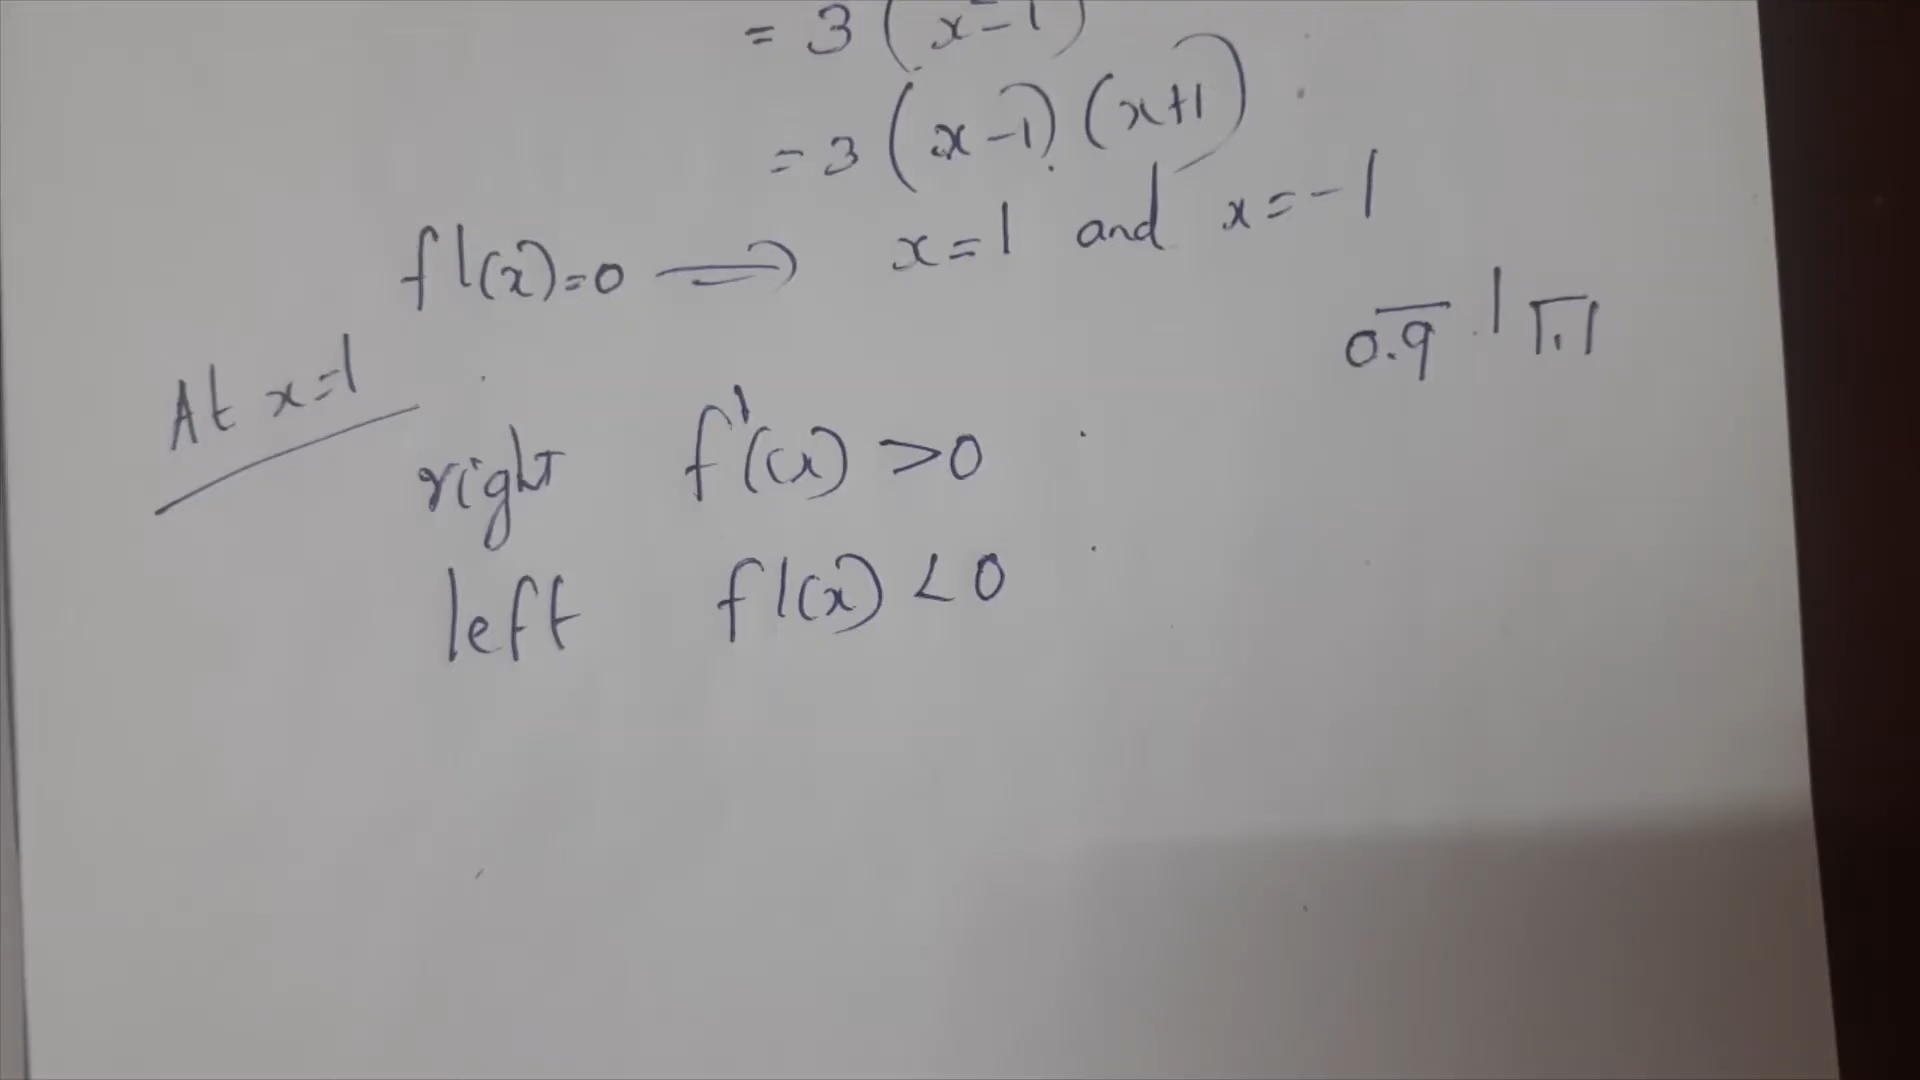 = 3 (x²-1)
= 3 (x-1) (x+1)
f'(x)=0 ⟹ x=1 and x=-1
0.9 1 1.1
At x=1
right f'(x) >0
left f'(x) <0